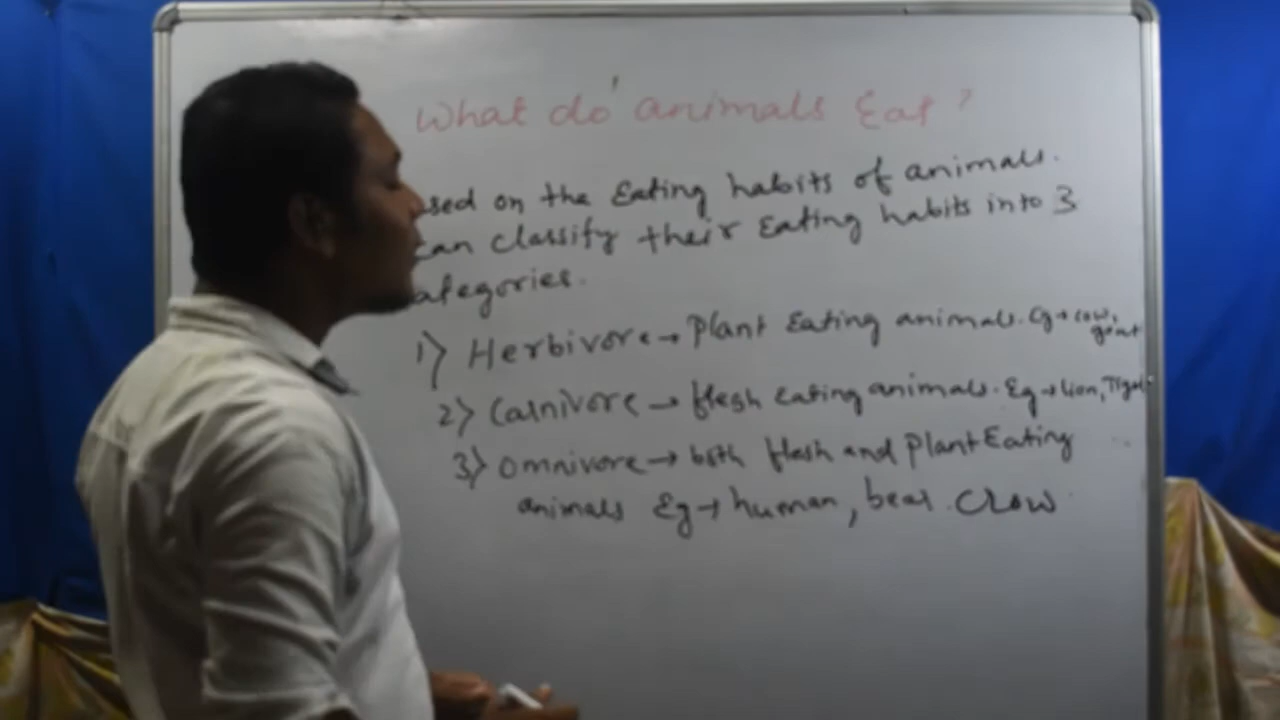 What do animals Eat ?
sed on the Eating habits of animals.
can classify their Eating habits into 3
ategories.
1) Herbivore → Plant Eating animals. Eg → cow, goat
2) Carnivore → flesh eating animals. Eg → lion, Tiger
3) Omnivore → both flesh and Plant Eating
animals Eg → human, bear. Crow